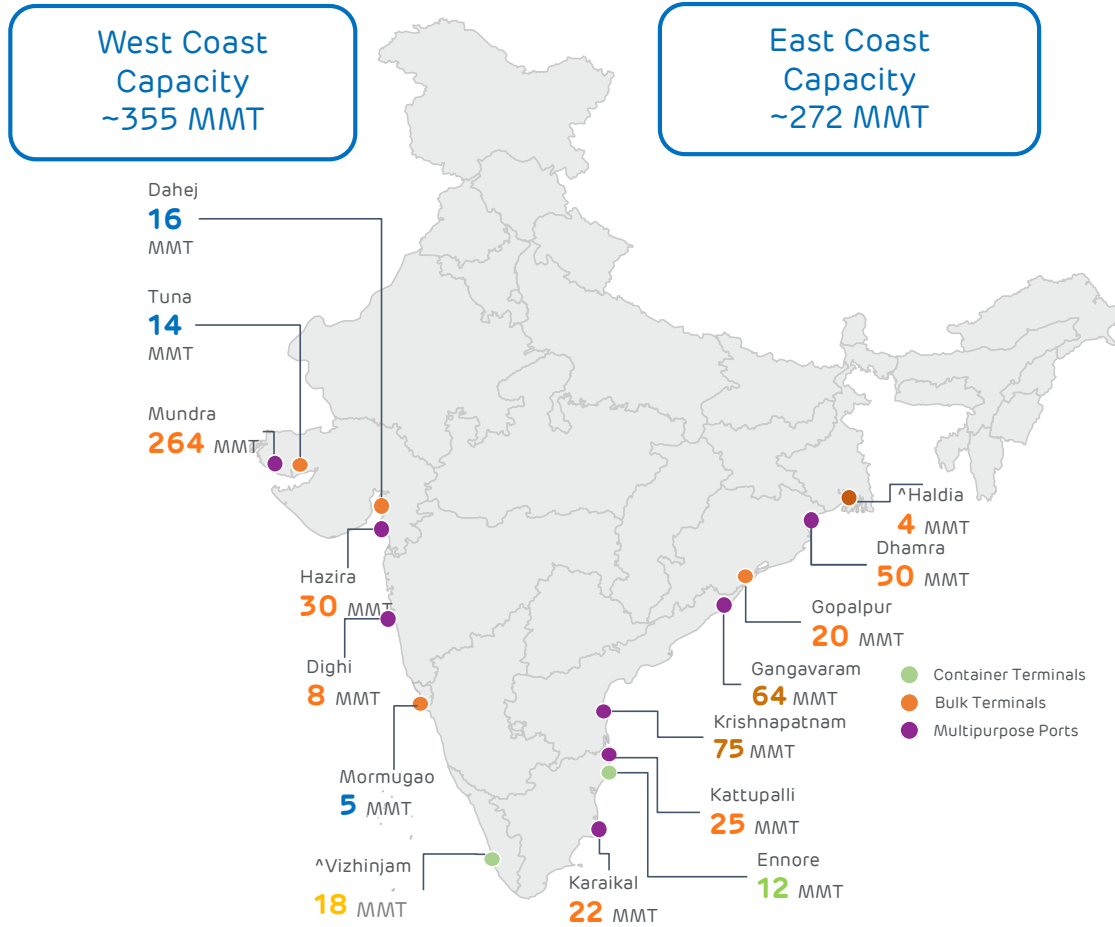 West Coast
Capacity
~355 MMT
East Coast
Capacity
~272 MMT
Dahej
16
MMT
Tuna
14
MMT
Mundra
264 MMT
Hazira
30 MMT
Dighi
8 MMT
Mormugao
5 MMT
^Vizhinjam
18 MMT
^Haldia
4 MMT
Dhamra
50 MMT
Gopalpur
20 MMT
Gangavaram
64 MMT
Krishnapatnam
75 MMT
Kattupalli
25 MMT
Ennore
12 MMT
Karaikal
22 MMT
Container Terminals
Bulk Terminals
Multipurpose Ports